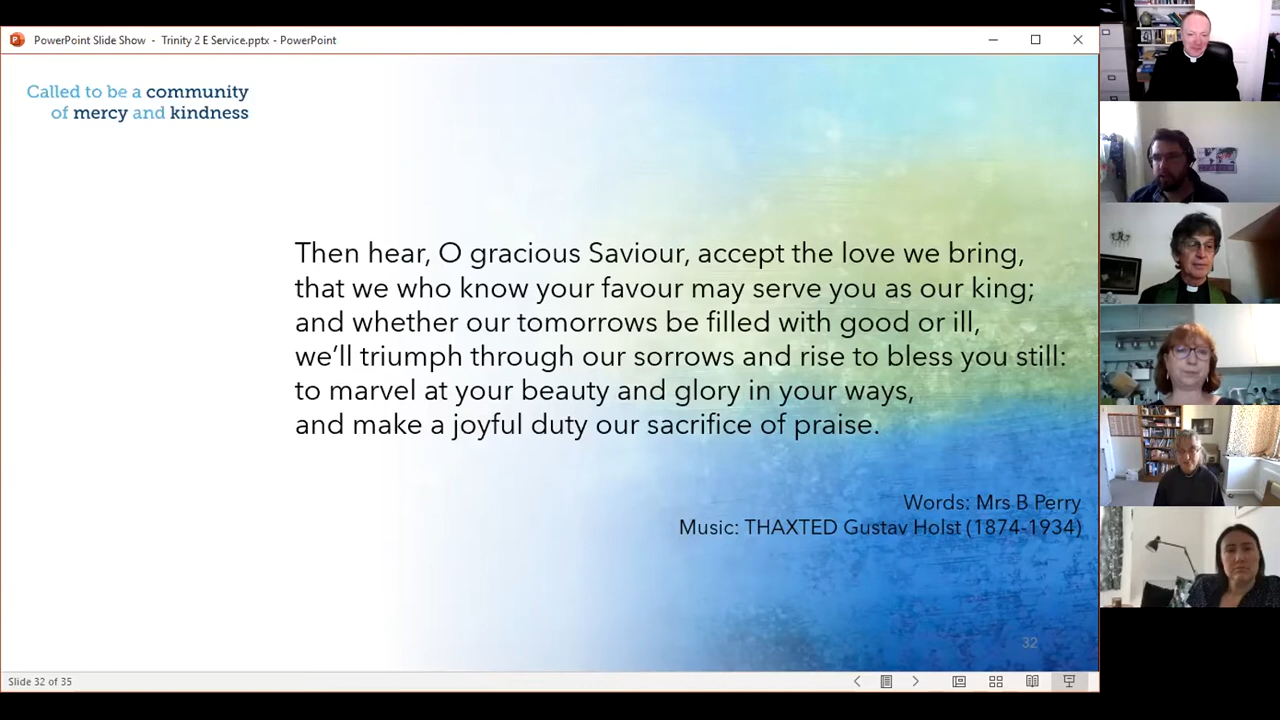 PowerPoint Slide Show - Trinity 2 E Service.pptx - PowerPoint
Called to be a community
of mercy and kindness
Then hear, O gracious Saviour, accept the love we bring,
that we who know your favour may serve you as our king;
and whether our tomorrows be filled with good or ill,
we’ll triumph through our sorrows and rise to bless you still:
to marvel at your beauty and glory in your ways,
and make a joyful duty our sacrifice of praise.
Words: Mrs B Perry
Music: THAXTED Gustav Holst (1874-1934)
32
Slide 32 of 35